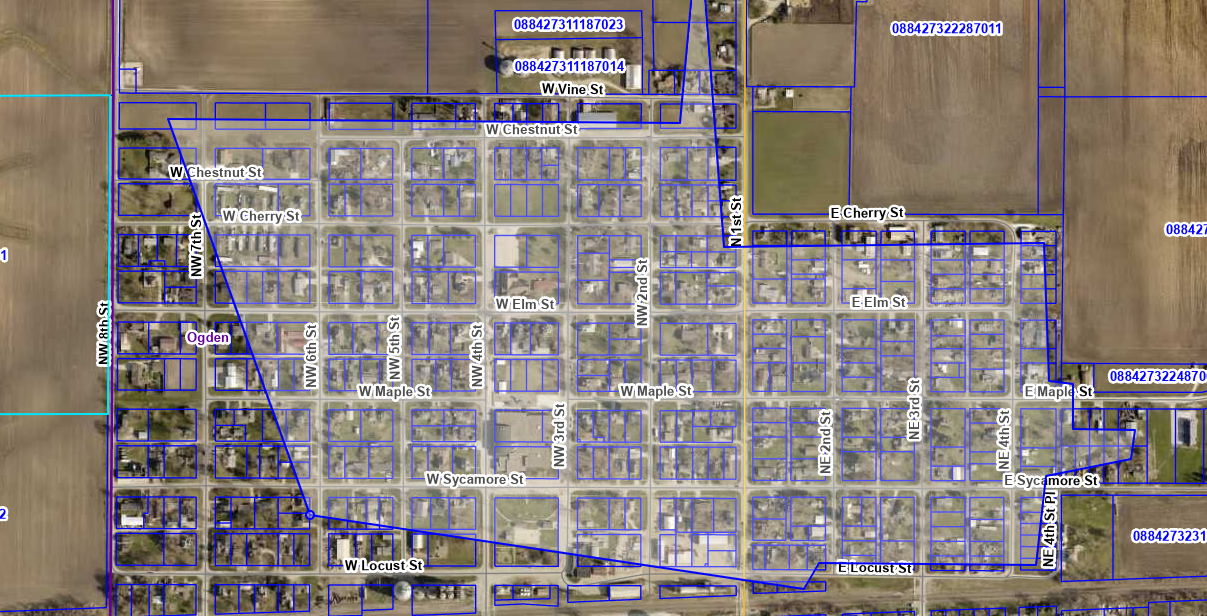 088427311187023
088427322287011
088427311187014
W Vine St
W Chestnut St
W Chestnut St
W Cherry St
E Cherry St
NW 7th St
N 1st St
088427
1
W Elm St
NW 2nd St
E Elm St
NW 8th St
Ogden
NW 6th St
NW 5th St
NW 4th St
0884273224870
W Maple St
W Maple St
E Maple St
NW 3rd St
NE 2nd St
NE 3rd St
NE 4th St
W Sycamore St
E Sycamore St
2
NE 4th St Pl
0884273231
W Locust St
E Locust St